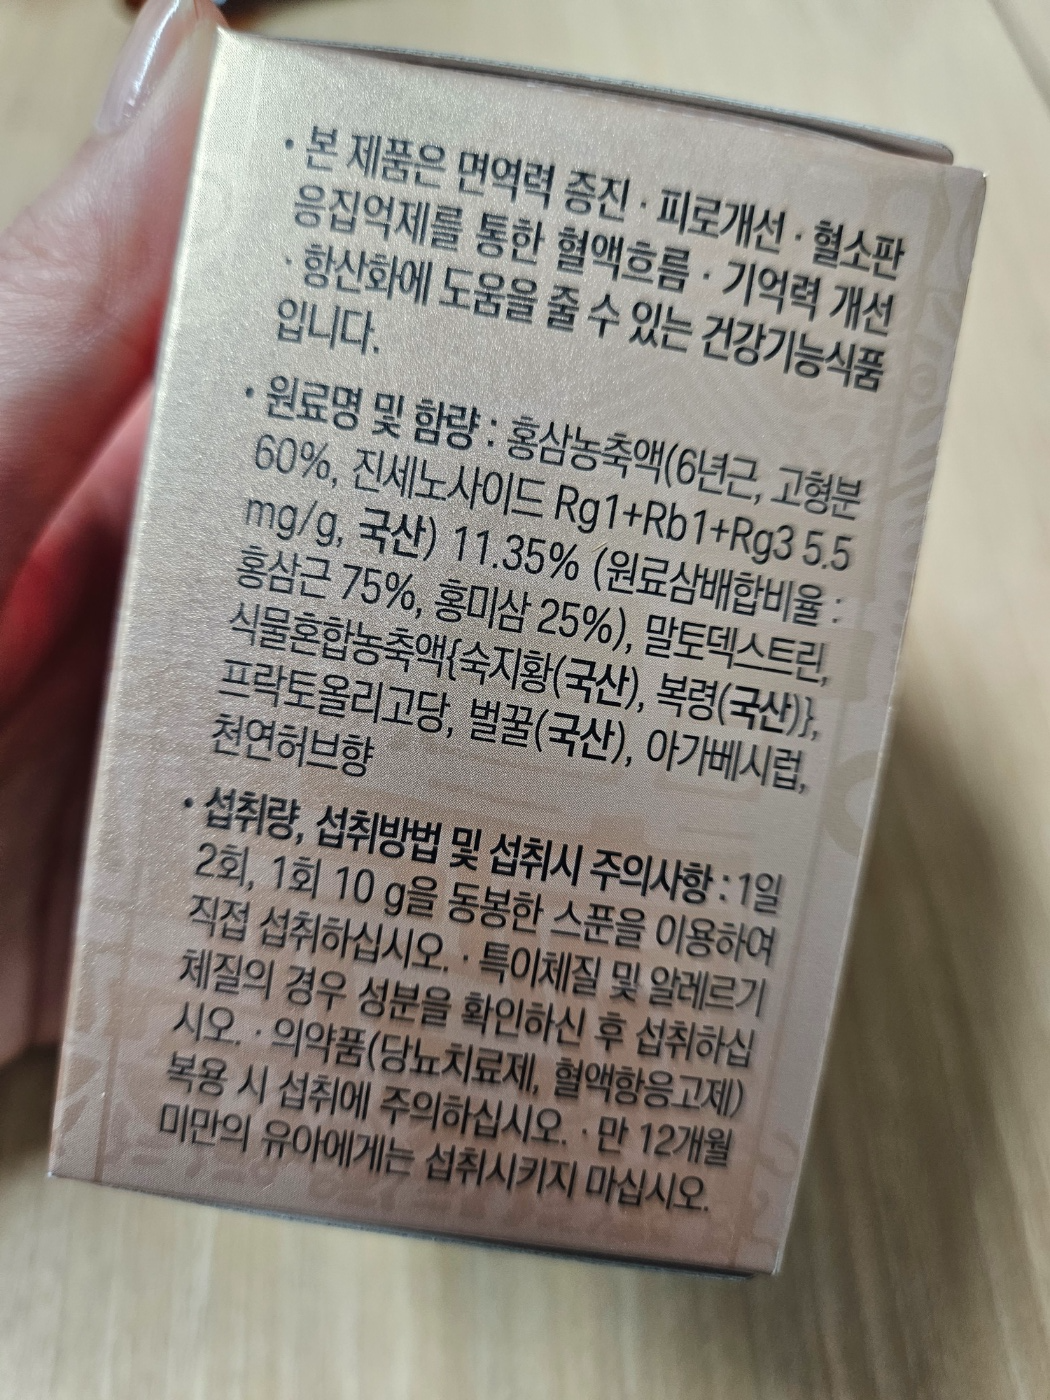 • 본 제품은 면역력 증진 · 피로개선 · 혈소판
응집억제를 통한 혈액흐름 · 기억력 개선
· 항산화에 도움을 줄 수 있는 건강기능식품
입니다.
• 원료명 및 함량 : 홍삼농축액(6년근, 고형분
60%, 진세노사이드 Rg1+Rb1+Rg3 5.5
mg/g, 국산) 11.35% (원료삼배합비율 :
홍삼근 75%, 홍미삼 25%), 말토덱스트린,
식물혼합농축액{숙지황(국산), 복령(국산)},
프락토올리고당, 벌꿀(국산), 아가베시럽,
천연허브향
• 섭취량, 섭취방법 및 섭취시 주의사항 : 1일
2회, 1회 10 g을 동봉한 스푼을 이용하여
직접 섭취하십시오. · 특이체질 및 알레르기
체질의 경우 성분을 확인하신 후 섭취하십
시오. · 의약품(당뇨치료제, 혈액항응고제)
복용 시 섭취에 주의하십시오. · 만 12개월
미만의 유아에게는 섭취시키지 마십시오.